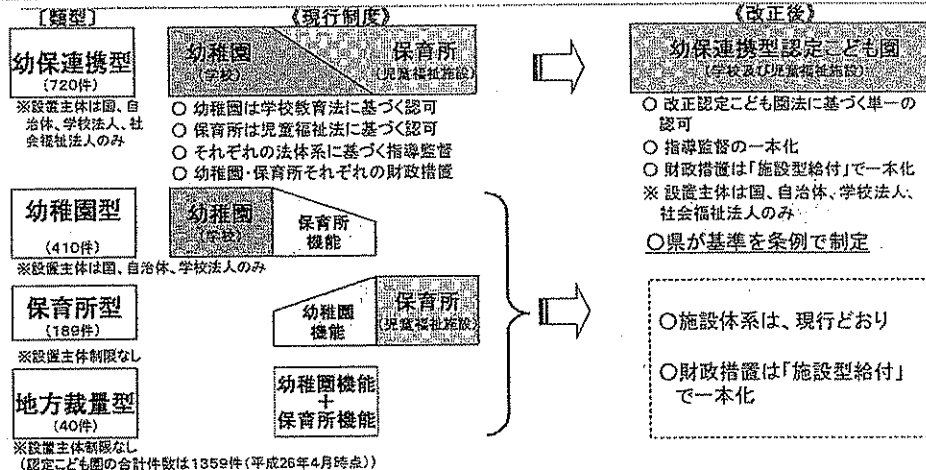 〔類型〕
《現行制度》
《改正後》
幼保連携型
(720件)
※設置主体は国、自
治体、学校法人、社
会福祉法人のみ
幼稚園
(学校)
保育所
(児童福祉施設)
○ 幼稚園は学校教育法に基づく認可
○ 保育所は児童福祉法に基づく認可
○ それぞれの法体系に基づく指導監督
○ 幼稚園・保育所それぞれの財政措置
幼保連携型認定こども園
(学校及び児童福祉施設)
○ 改正認定こども園法に基づく単一の
認可
○ 指導監督の一本化
○ 財政措置は「施設型給付」で一本化
※ 設置主体は国、自治体、学校法人、
社会福祉法人のみ
○県が基準を条例で制定
幼稚園型
(410件)
※設置主体は国、自治体、学校法人のみ
幼稚園
(学校)
保育所
機能
保育所型
(189件)
※設置主体制限なし
幼稚園
機能
保育所
(児童福祉施設)
地方裁量型
(40件)
※設置主体制限なし
幼稚園機能
+
保育所機能
○施設体系は、現行どおり
○財政措置は「施設型給付」
で一本化
(認定こども園の合計件数は1359件(平成26年4月時点))